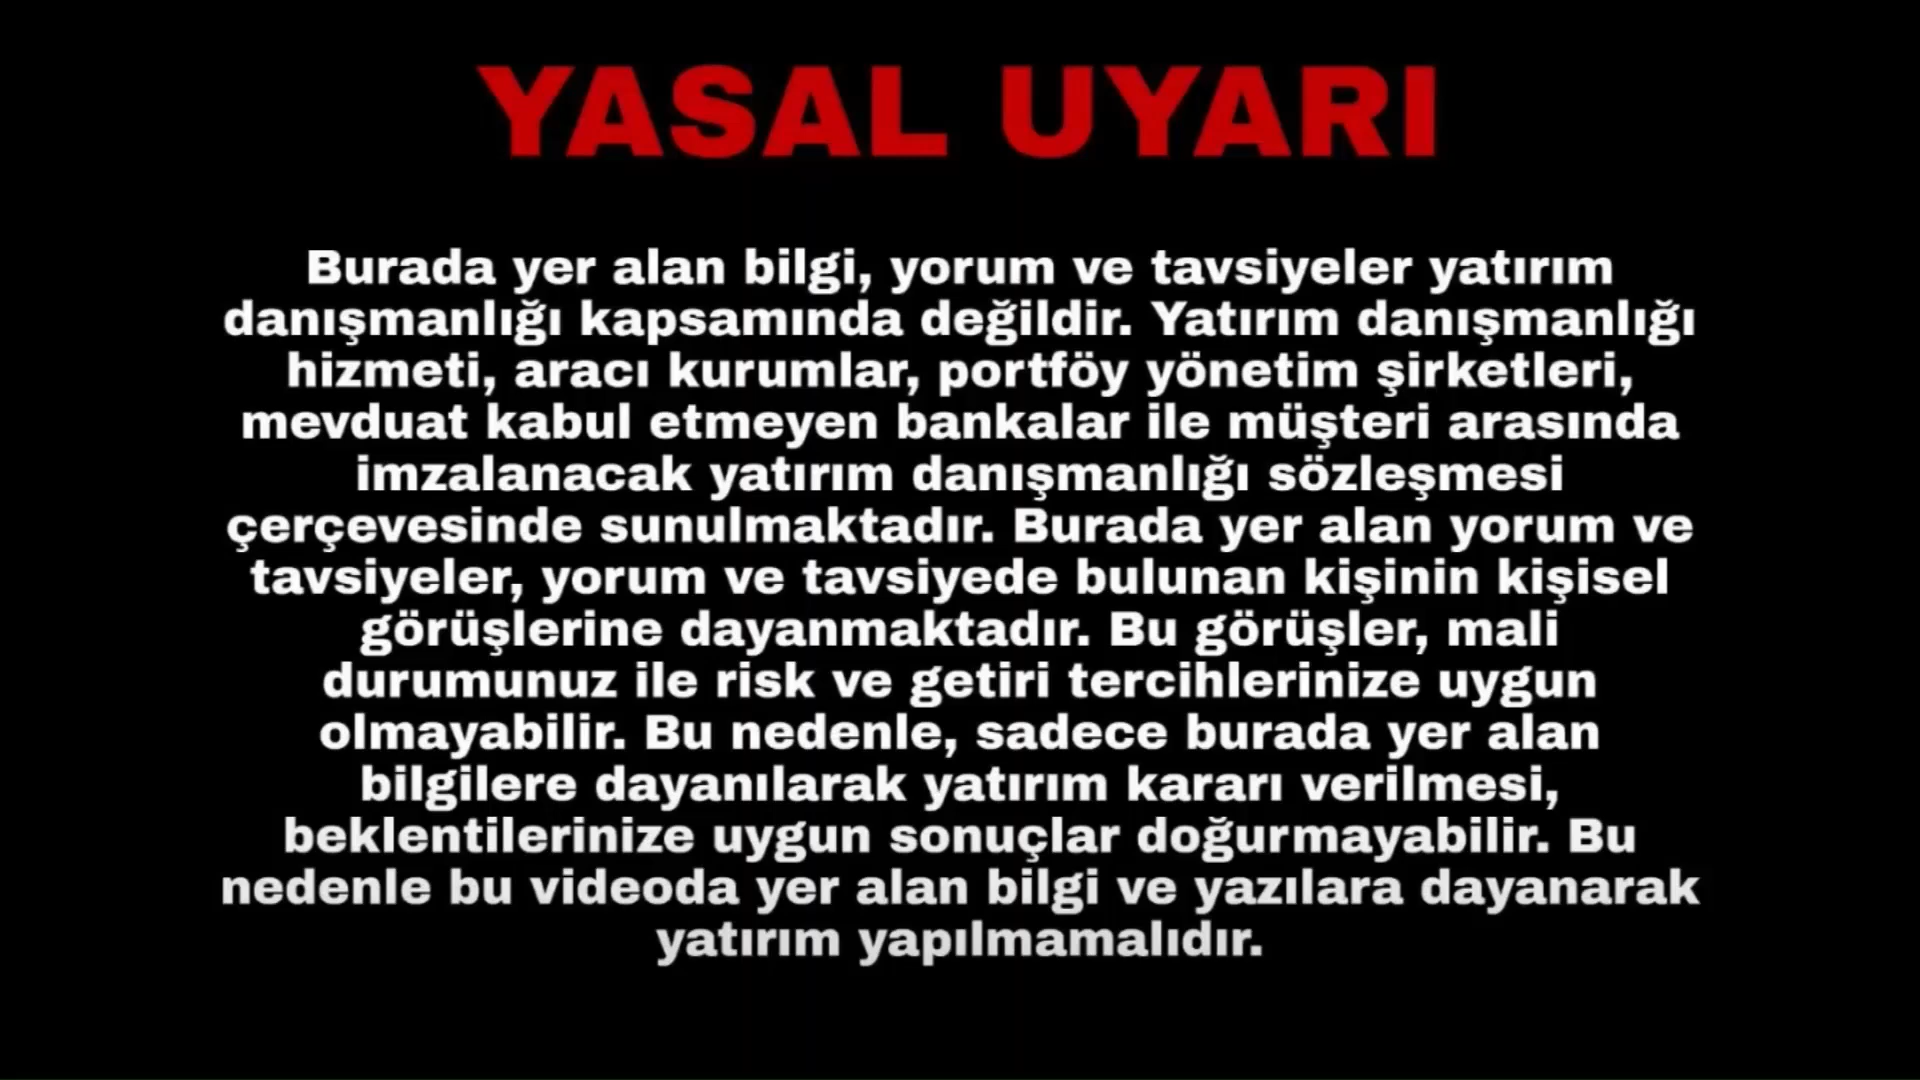 YASAL UYARI
Burada yer alan bilgi, yorum ve tavsiyeler yatırım
danışmanlığı kapsamında değildir. Yatırım danışmanlığı
hizmeti, aracı kurumlar, portföy yönetim şirketleri,
mevduat kabul etmeyen bankalar ile müşteri arasında
imzalanacak yatırım danışmanlığı sözleşmesi
çerçevesinde sunulmaktadır. Burada yer alan yorum ve
tavsiyeler, yorum ve tavsiyede bulunan kişinin kişisel
görüşlerine dayanmaktadır. Bu görüşler, mali
durumunuz ile risk ve getiri tercihlerinize uygun
olmayabilir. Bu nedenle, sadece burada yer alan
bilgilere dayanılarak yatırım kararı verilmesi,
beklentilerinize uygun sonuçlar doğurmayabilir. Bu
nedenle bu videoda yer alan bilgi ve yazılara dayanarak
yatırım yapılmamalıdır.